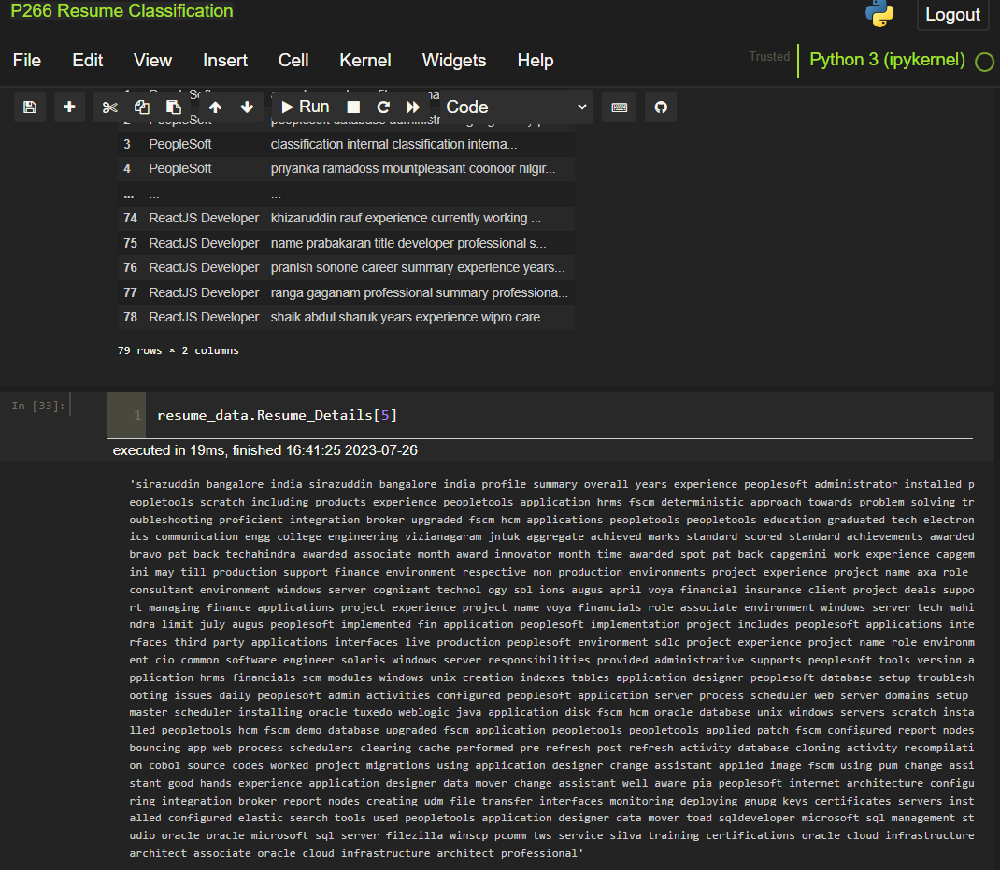 P266 Resume Classification
Logout
File Edit View Insert Cell Kernel Widgets Help
Trusted
Python 3 (ipykernel)
Run
Code
3 PeopleSoft classification internal classification interna...
4 PeopleSoft priyanka ramadoss mountpleasant coonoor nilgir...
... ... ...
74 ReactJS Developer khizaruddin rauf experience currently working ...
75 ReactJS Developer name prabakaran title developer professional s...
76 ReactJS Developer pranish sonone career summary experience years...
77 ReactJS Developer ranga gaganam professional summary professiona...
78 ReactJS Developer shaik abdul sharuk years experience wipro care...
79 rows × 2 columns
In [33]:
1 resume_data.Resume_Details[5]
executed in 19ms, finished 16:41:25 2023-07-26
'sirazuddin bangalore india sirazuddin bangalore india profile summary overall years experience peoplesoft administrator installed p
eopletools scratch including products experience peopletools application hrms fscm deterministic approach towards problem solving tr
oubleshooting proficient integration broker upgraded fscm hcm applications peopletools peopletools education graduated tech electron
ics communication engg college engineering vizianagaram jntuk aggregate achieved marks standard scored standard achievements awarded
bravo pat back techahindra awarded associate month award innovator month time awarded spot pat back capgemini work experience capgem
ini may till production support finance environment respective non production environments project experience project name axa role
consultant environment windows server cognizant technol ogy sol ions augus april voya financial insurance client project deals suppo
rt managing finance applications project experience project name voya financials role associate environment windows server tech mahi
ndra limit july augus peoplesoft implemented fin application peoplesoft implementation project includes peoplesoft applications inte
rfaces third party applications interfaces live production peoplesoft environment sdlc project experience project name role environm
ent cio common software engineer solaris windows server responsibilities provided administrative supports peoplesoft tools version a
pplication hrms financials scm modules windows unix creation indexes tables application designer peoplesoft database setup troublesh
ooting issues daily peoplesoft admin activities configured peoplesoft application server process scheduler web server domains setup
master scheduler installing oracle tuxedo weblogic java application disk fscm hcm oracle database unix windows servers scratch insta
lled peopletools hcm fscm demo database upgraded fscm application peopletools peopletools applied patch fscm configured report nodes
bouncing app web process schedulers clearing cache performed pre refresh post refresh activity database cloning activity recompilati
on cobol source codes worked project migrations using application designer change assistant applied image fscm using pum change assi
stant good hands experience application designer data mover change assistant well aware pia peoplesoft internet architecture configu
ring integration broker report nodes creating udm file transfer interfaces monitoring deploying gnupg keys certificates servers inst
alled configured elastic search tools used peopletools application designer data mover toad sqldeveloper microsoft sql management st
udio oracle oracle microsoft sql server filezilla winscp pcomm tws service silva training certifications oracle cloud infrastructure
architect associate oracle cloud infrastructure architect professional'